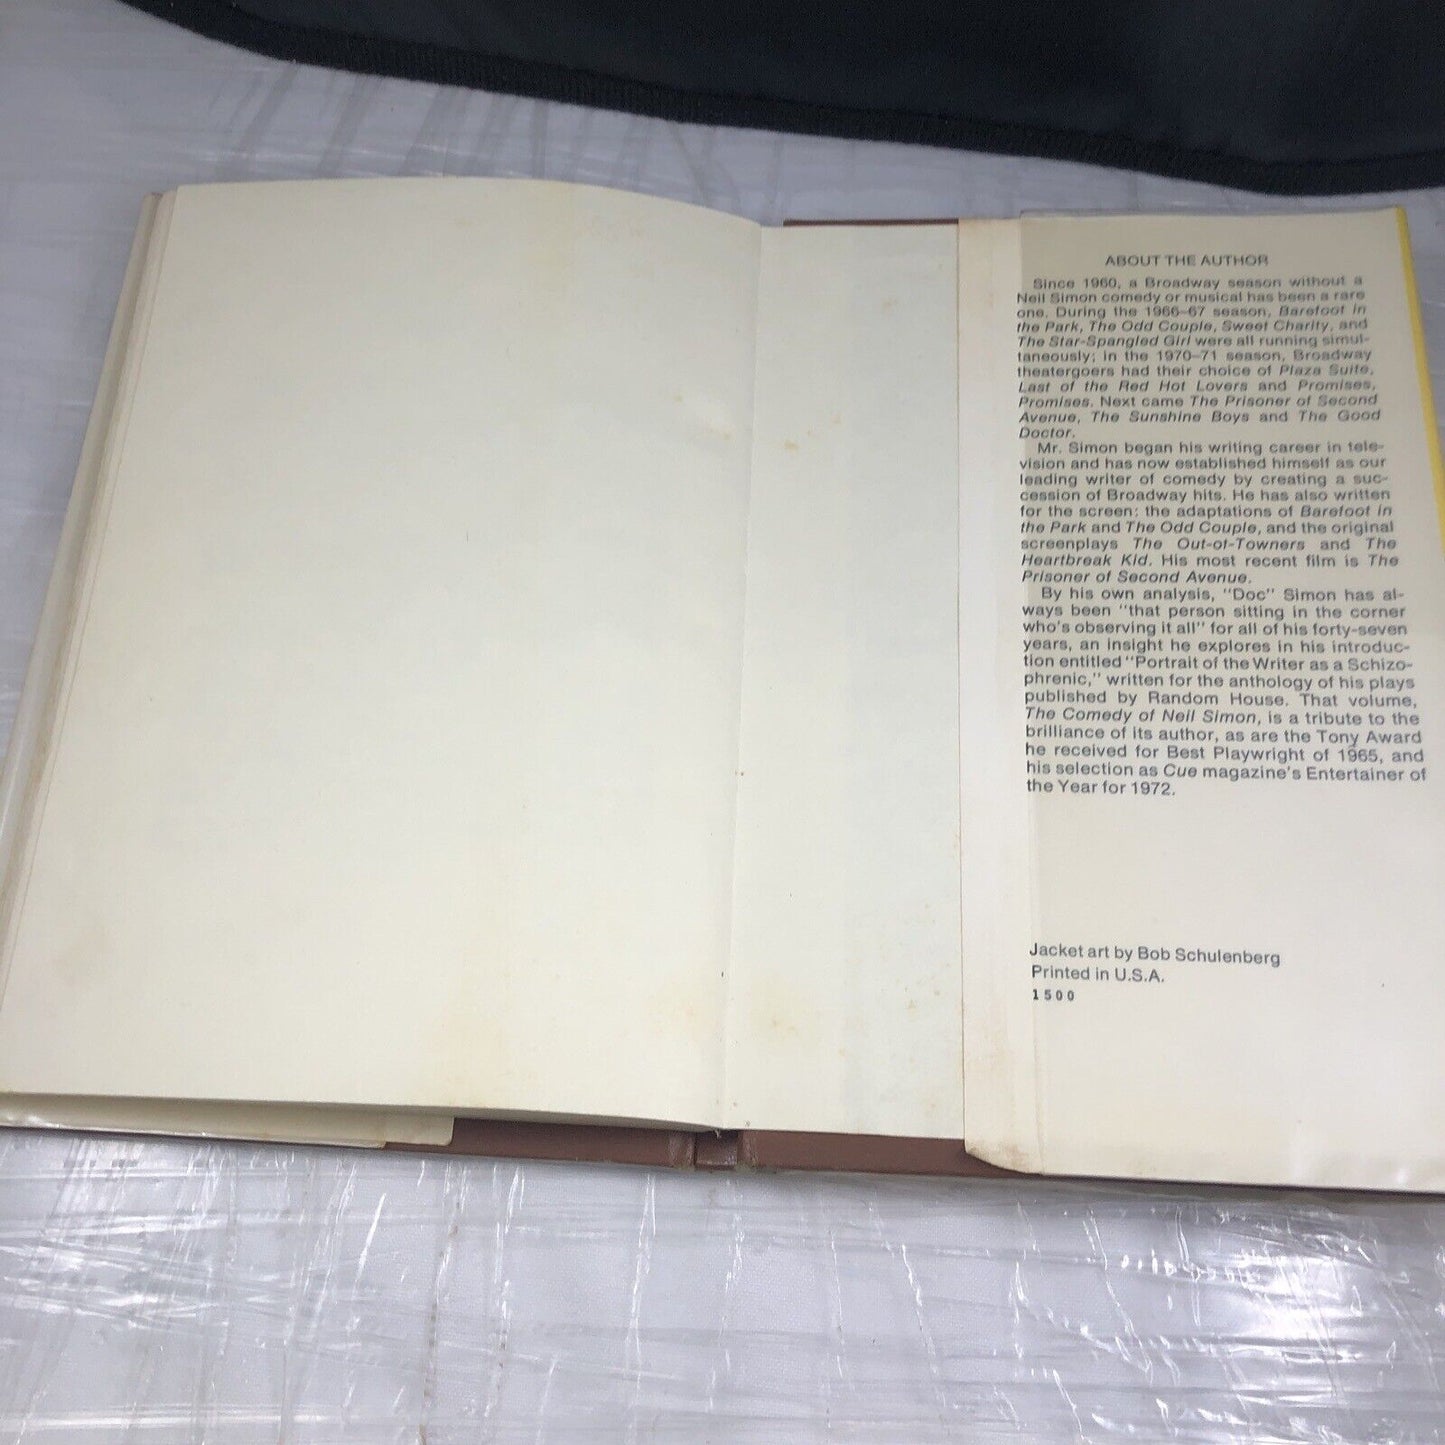 ABOUT THE AUTHOR
Since 1960, a Broadway season without a
Neil Simon comedy or musical has been a rare
one. During the 1966–67 season, Barefoot in
the Park, The Odd Couple, Sweet Charity, and
The Star-Spangled Girl were all running simul-
taneously; in the 1970–71 season, Broadway
theatergoers had their choice of Plaza Suite,
Last of the Red Hot Lovers and Promises,
Promises. Next came The Prisoner of Second
Avenue, The Sunshine Boys and The Good
Doctor.
Mr. Simon began his writing career in tele-
vision and has now established himself as our
leading writer of comedy by creating a suc-
cession of Broadway hits. He has also written
for the screen: the adaptations of Barefoot in
the Park and The Odd Couple, and the original
screenplays The Out-of-Towners and The
Heartbreak Kid. His most recent film is The
Prisoner of Second Avenue.
By his own analysis, "Doc" Simon has al-
ways been "that person sitting in the corner
who's observing it all" for all of his forty-seven
years, an insight he explores in his introduc-
tion entitled "Portrait of the Writer as a Schizo-
phrenic," written for the anthology of his plays
published by Random House. That volume,
The Comedy of Neil Simon, is a tribute to the
brilliance of its author, as are the Tony Award
he received for Best Playwright of 1965, and
his selection as Cue magazine's Entertainer of
the Year for 1972.
Jacket art by Bob Schulenberg
Printed in U.S.A.
1500